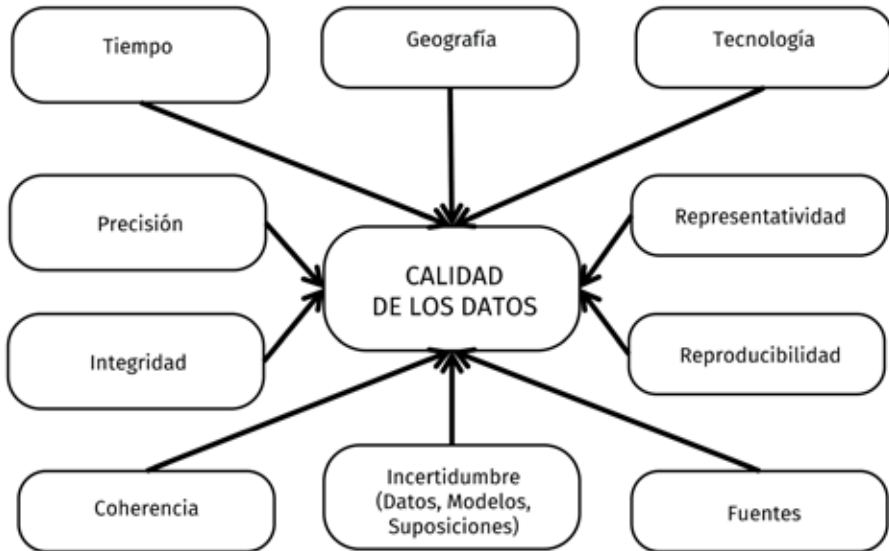 Tiempo
Geografía
Tecnología
Precisión
Representatividad
CALIDAD
DE LOS DATOS
Integridad
Reproducibilidad
Coherencia
Incertidumbre
(Datos, Modelos,
Suposiciones)
Fuentes